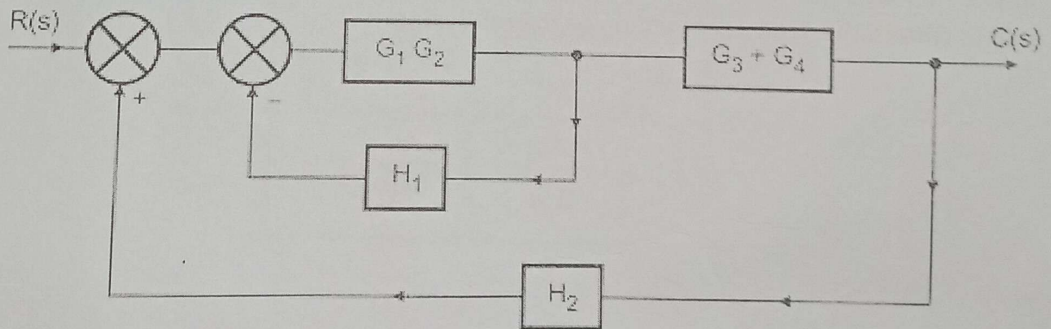 R(s)
G₁ G₂
G₃ + G₄
C(s)
+
−
H₁
H₂